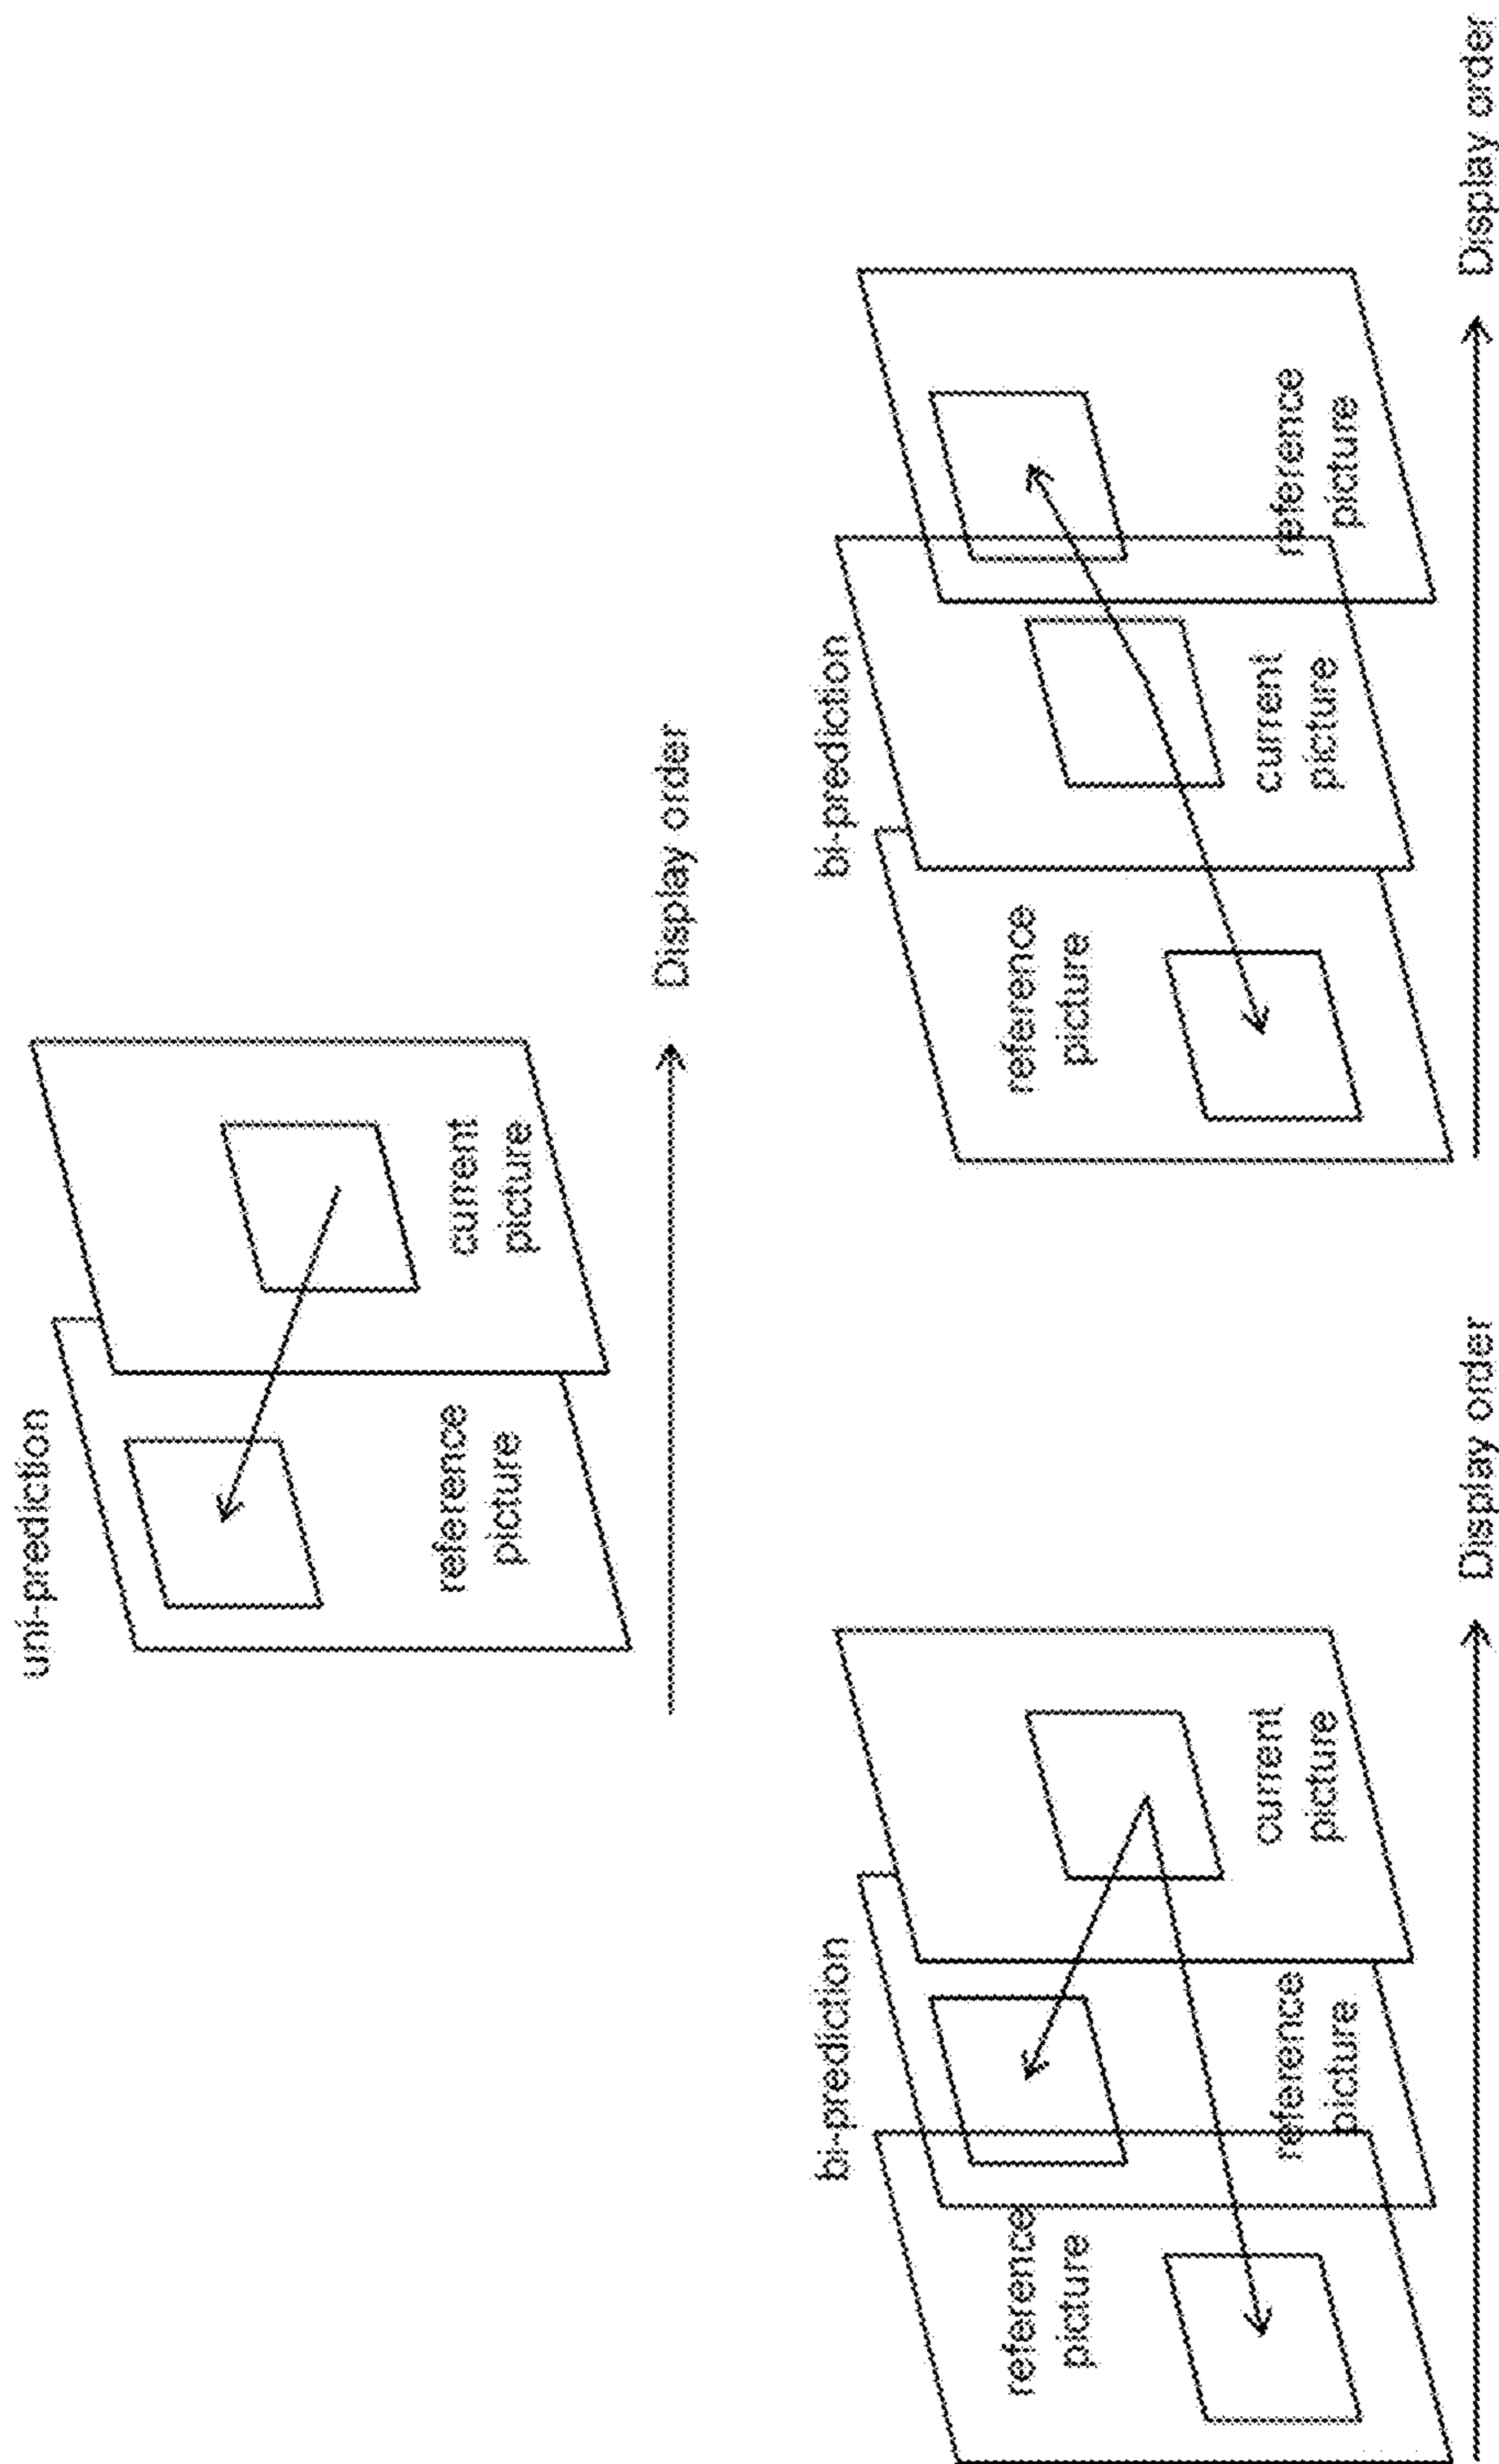 uni-prediction
reference
picture
current
picture
Display order
bi-prediction
reference
picture
reference
picture
current
picture
Display order
bi-prediction
reference
picture
current
picture
reference
picture
Display order